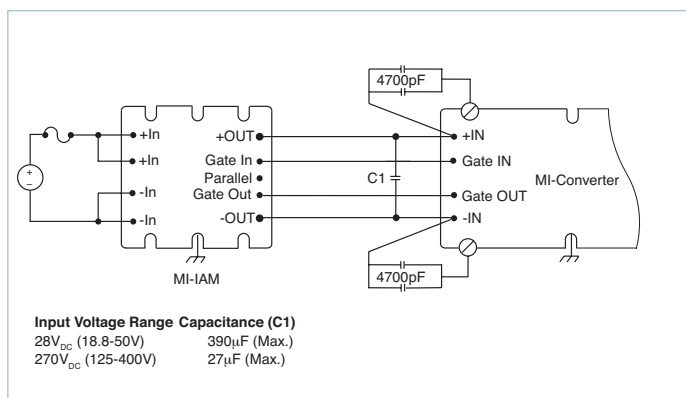 4700pF
+In
+OUT
+IN
+In
Gate In
Gate IN
Parallel
C1
MI-Converter
-In
Gate Out
Gate OUT
-In
-OUT
-IN
MI-IAM
4700pF
Input Voltage Range Capacitance (C1)
28VDC (18.8-50V) 390µF (Max.)
270VDC (125-400V) 27µF (Max.)